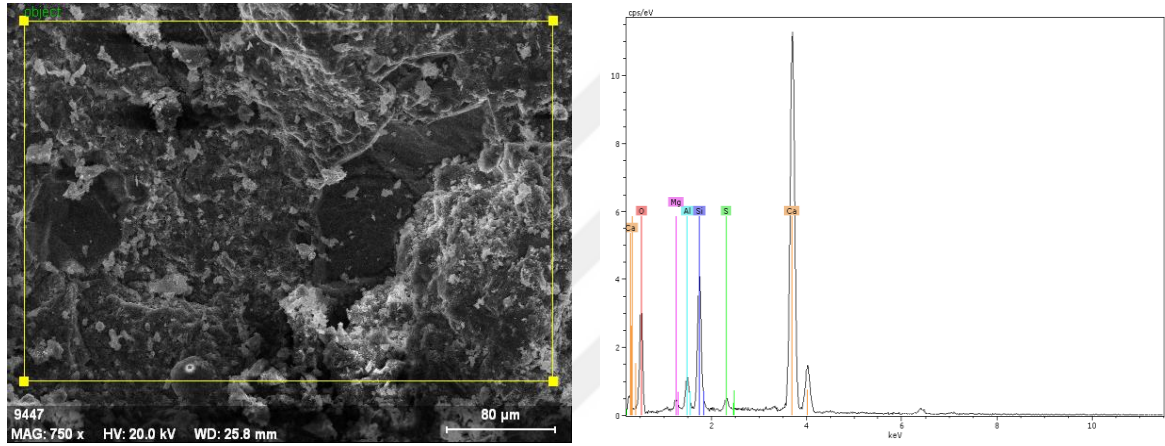 object
9447
80 µm
MAG: 750 x HV: 20.0 kV WD: 25.8 mm
cps/eV
10
8
6
4
2
0
Ca
O
Mg
Al
Si
S
Ca
2
4
6
8
10
keV